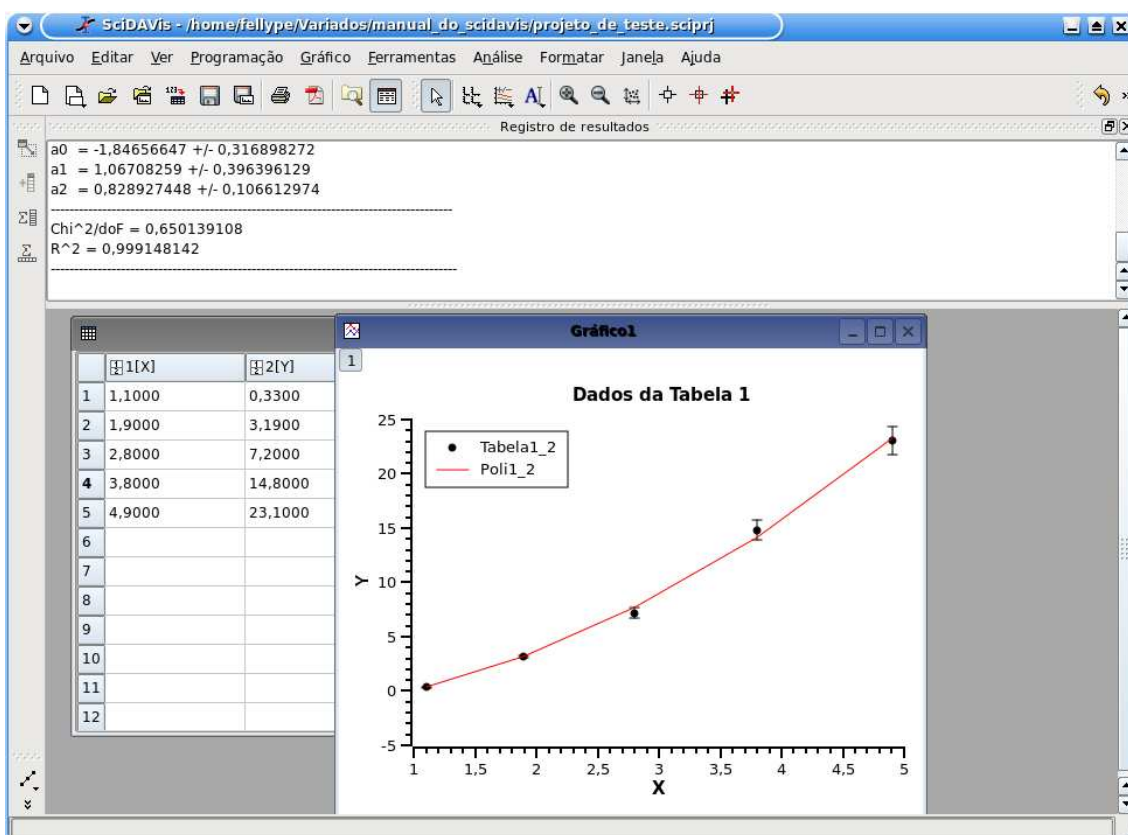 SciDAVis - /home/fellype/Variados/manual_do_scidavis/projeto_de_teste.sciprj
Arquivo Editar Ver Programação Gráfico Ferramentas Análise Formatar Janela Ajuda
Registro de resultados
a0 = -1,84656647 +/- 0,316898272
a1 = 1,06708259 +/- 0,396396129
a2 = 0,828927448 +/- 0,106612974
--------------------------------------------------------------------------------------
Chi^2/doF = 0,650139108
R^2 = 0,999148142
---------------------------------------------------------------------------------------
1[X] 2[Y]
1 1,1000 0,3300
2 1,9000 3,1900
3 2,8000 7,2000
4 3,8000 14,8000
5 4,9000 23,1000
6
7
8
9
10
11
12
Gráfico1
1
Dados da Tabela 1
Tabela1_2
Poli1_2
25
20
15
10
5
0
-5
Y
1 1,5 2 2,5 3 3,5 4 4,5 5
X